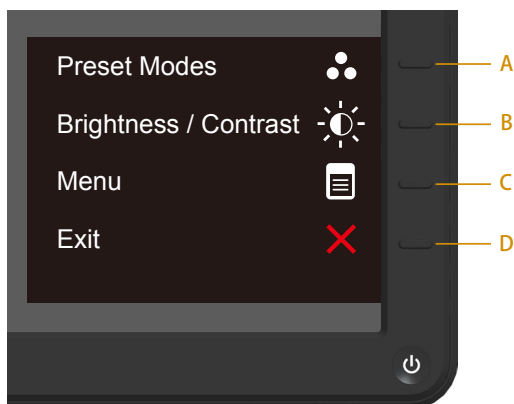 Preset Modes
A
Brightness / Contrast
B
Menu
C
Exit
D